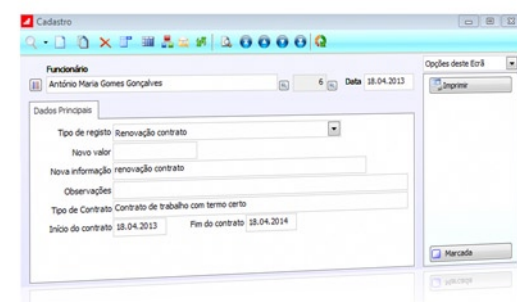 Cadastro
Funcionário
António Maria Gomes Gonçalves 6 Data 18.04.2013
Opções deste Ecrã
Imprimir
Dados Principais
Tipo de registo Renovação contrato
Novo valor
Nova informação renovação contrato
Observações
Tipo de Contrato Contrato de trabalho com termo certo
Início do contrato 18.04.2013 Fim do contrato 18.04.2014
Marcada